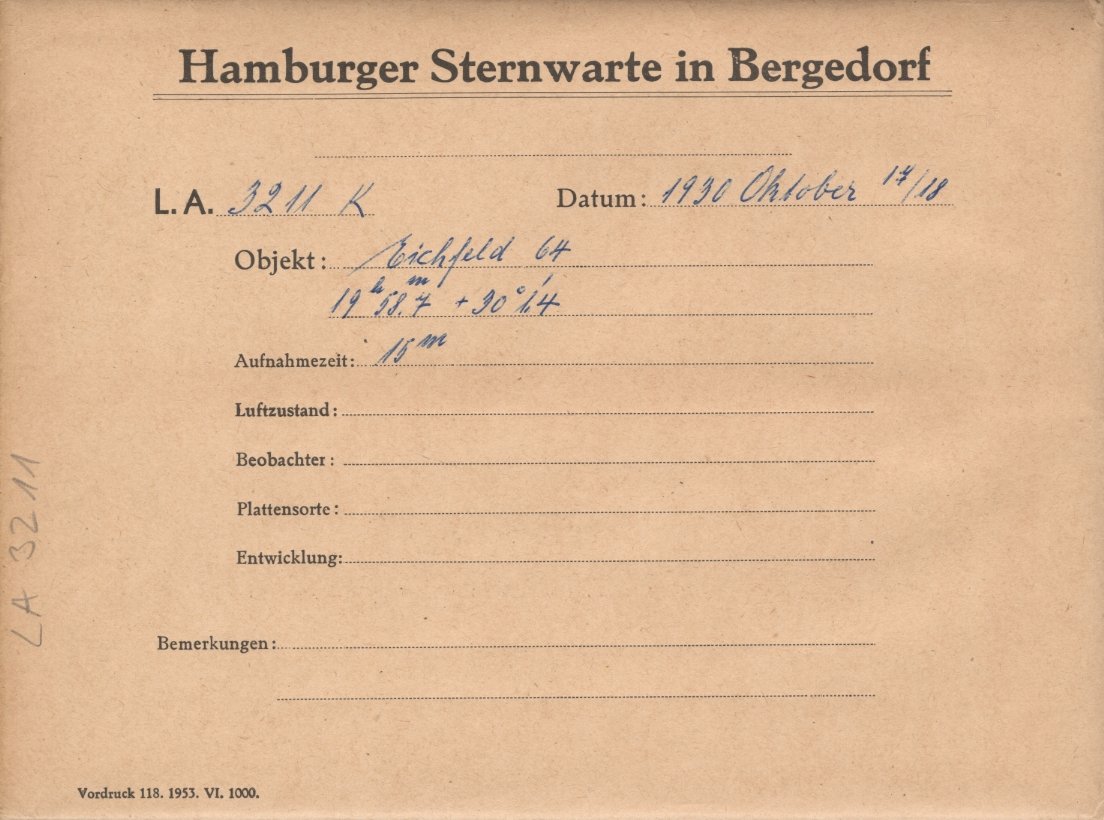 Hamburger Sternwarte in Bergedorf
L. A. 3211 K
Datum: 1930 Oktober 17/18
Objekt: Eichfeld 64
19ʰ 58.7ᵐ +30° 1.4'
Aufnahmezeit: 15ᵐ
Luftzustand:
Beobachter:
Plattensorte:
Entwicklung:
Bemerkungen:
LA 3211
Vordruck 118. 1953. VI. 1000.